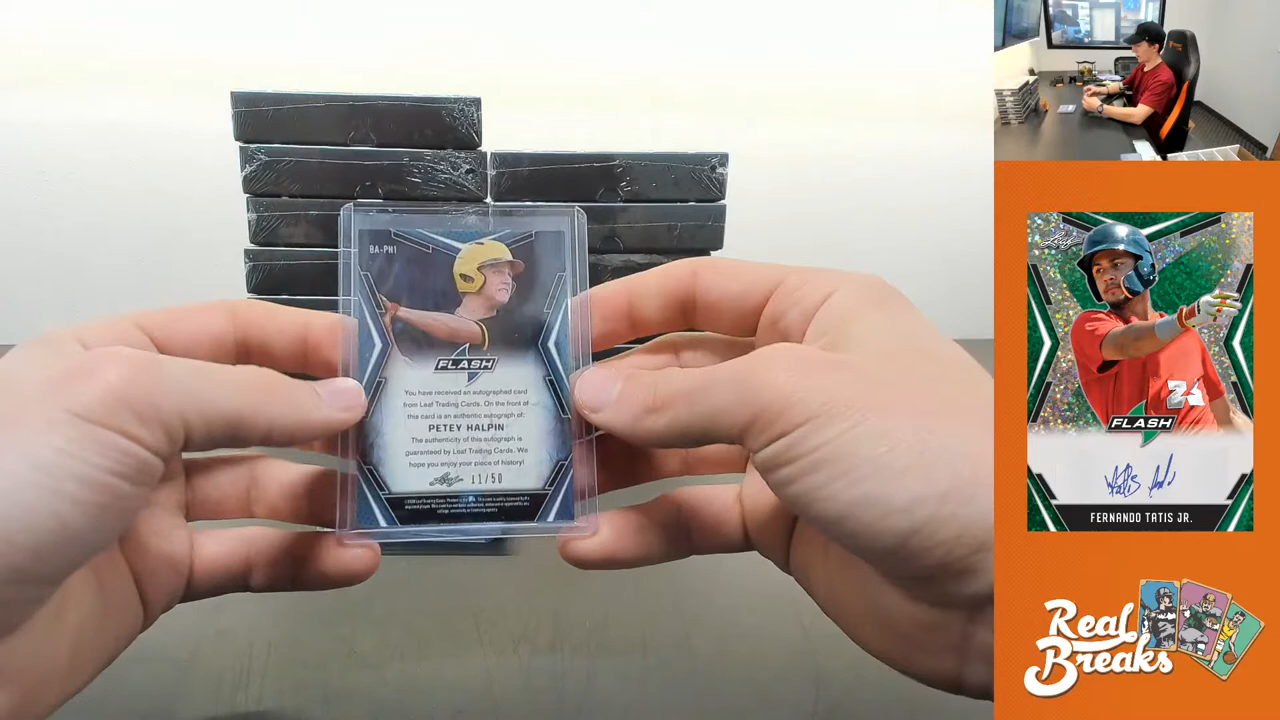 BA-PH1
FLASH
You have received an autographed card
from Leaf Trading Cards. On the front of
this card is an authentic autograph of:
PETEY HALPIN
The authenticity of this autograph is
guaranteed by Leaf Trading Cards. We
hope you enjoy your piece of history!
Leaf 11/50
Leaf
FLASH
FERNANDO TATIS JR.
Real
Breaks